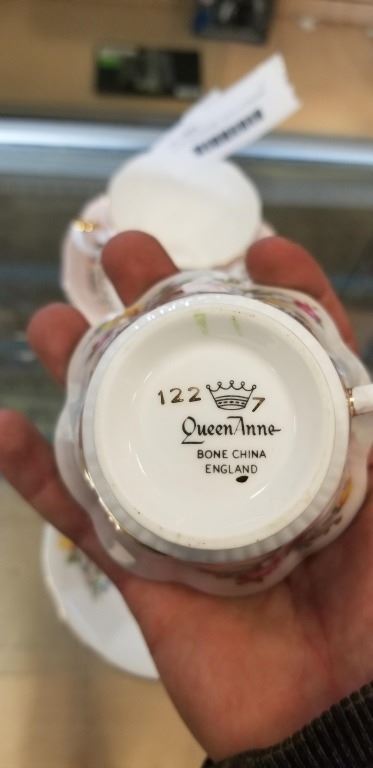 122 7
Queen Anne
BONE CHINA
ENGLAND